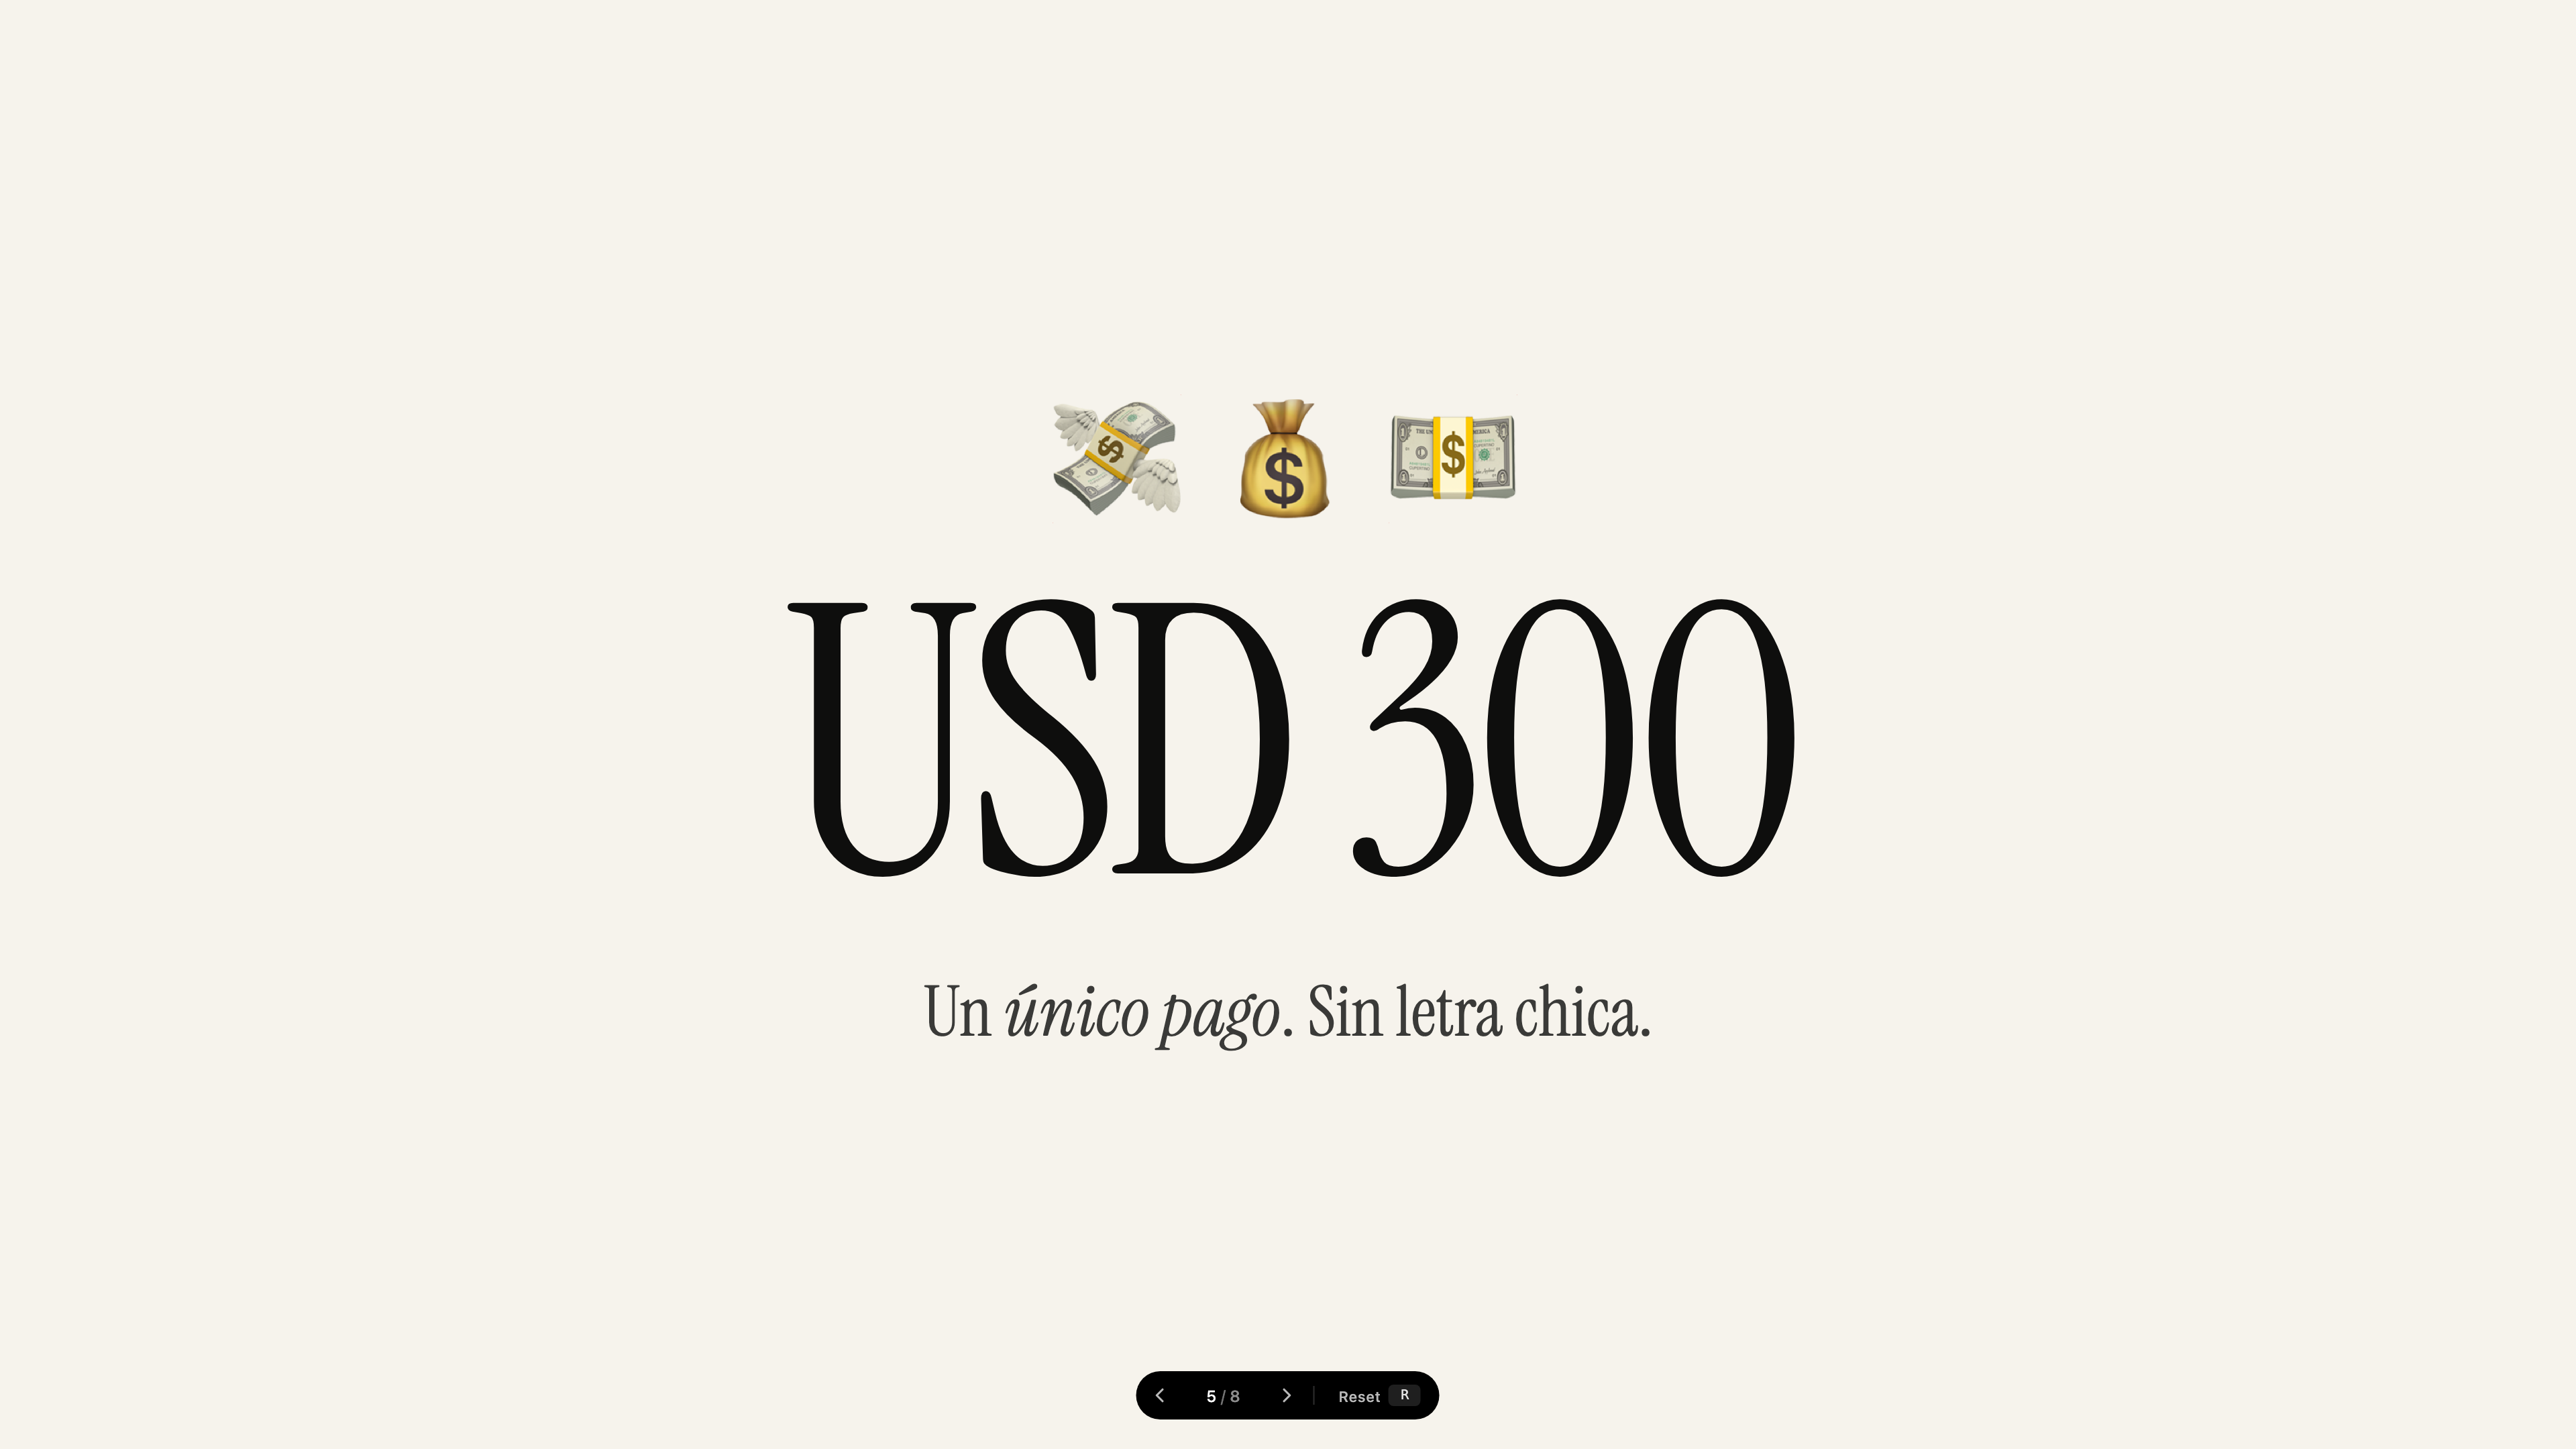 USD 300
Un único pago. Sin letra chica.
5 / 8 Reset R